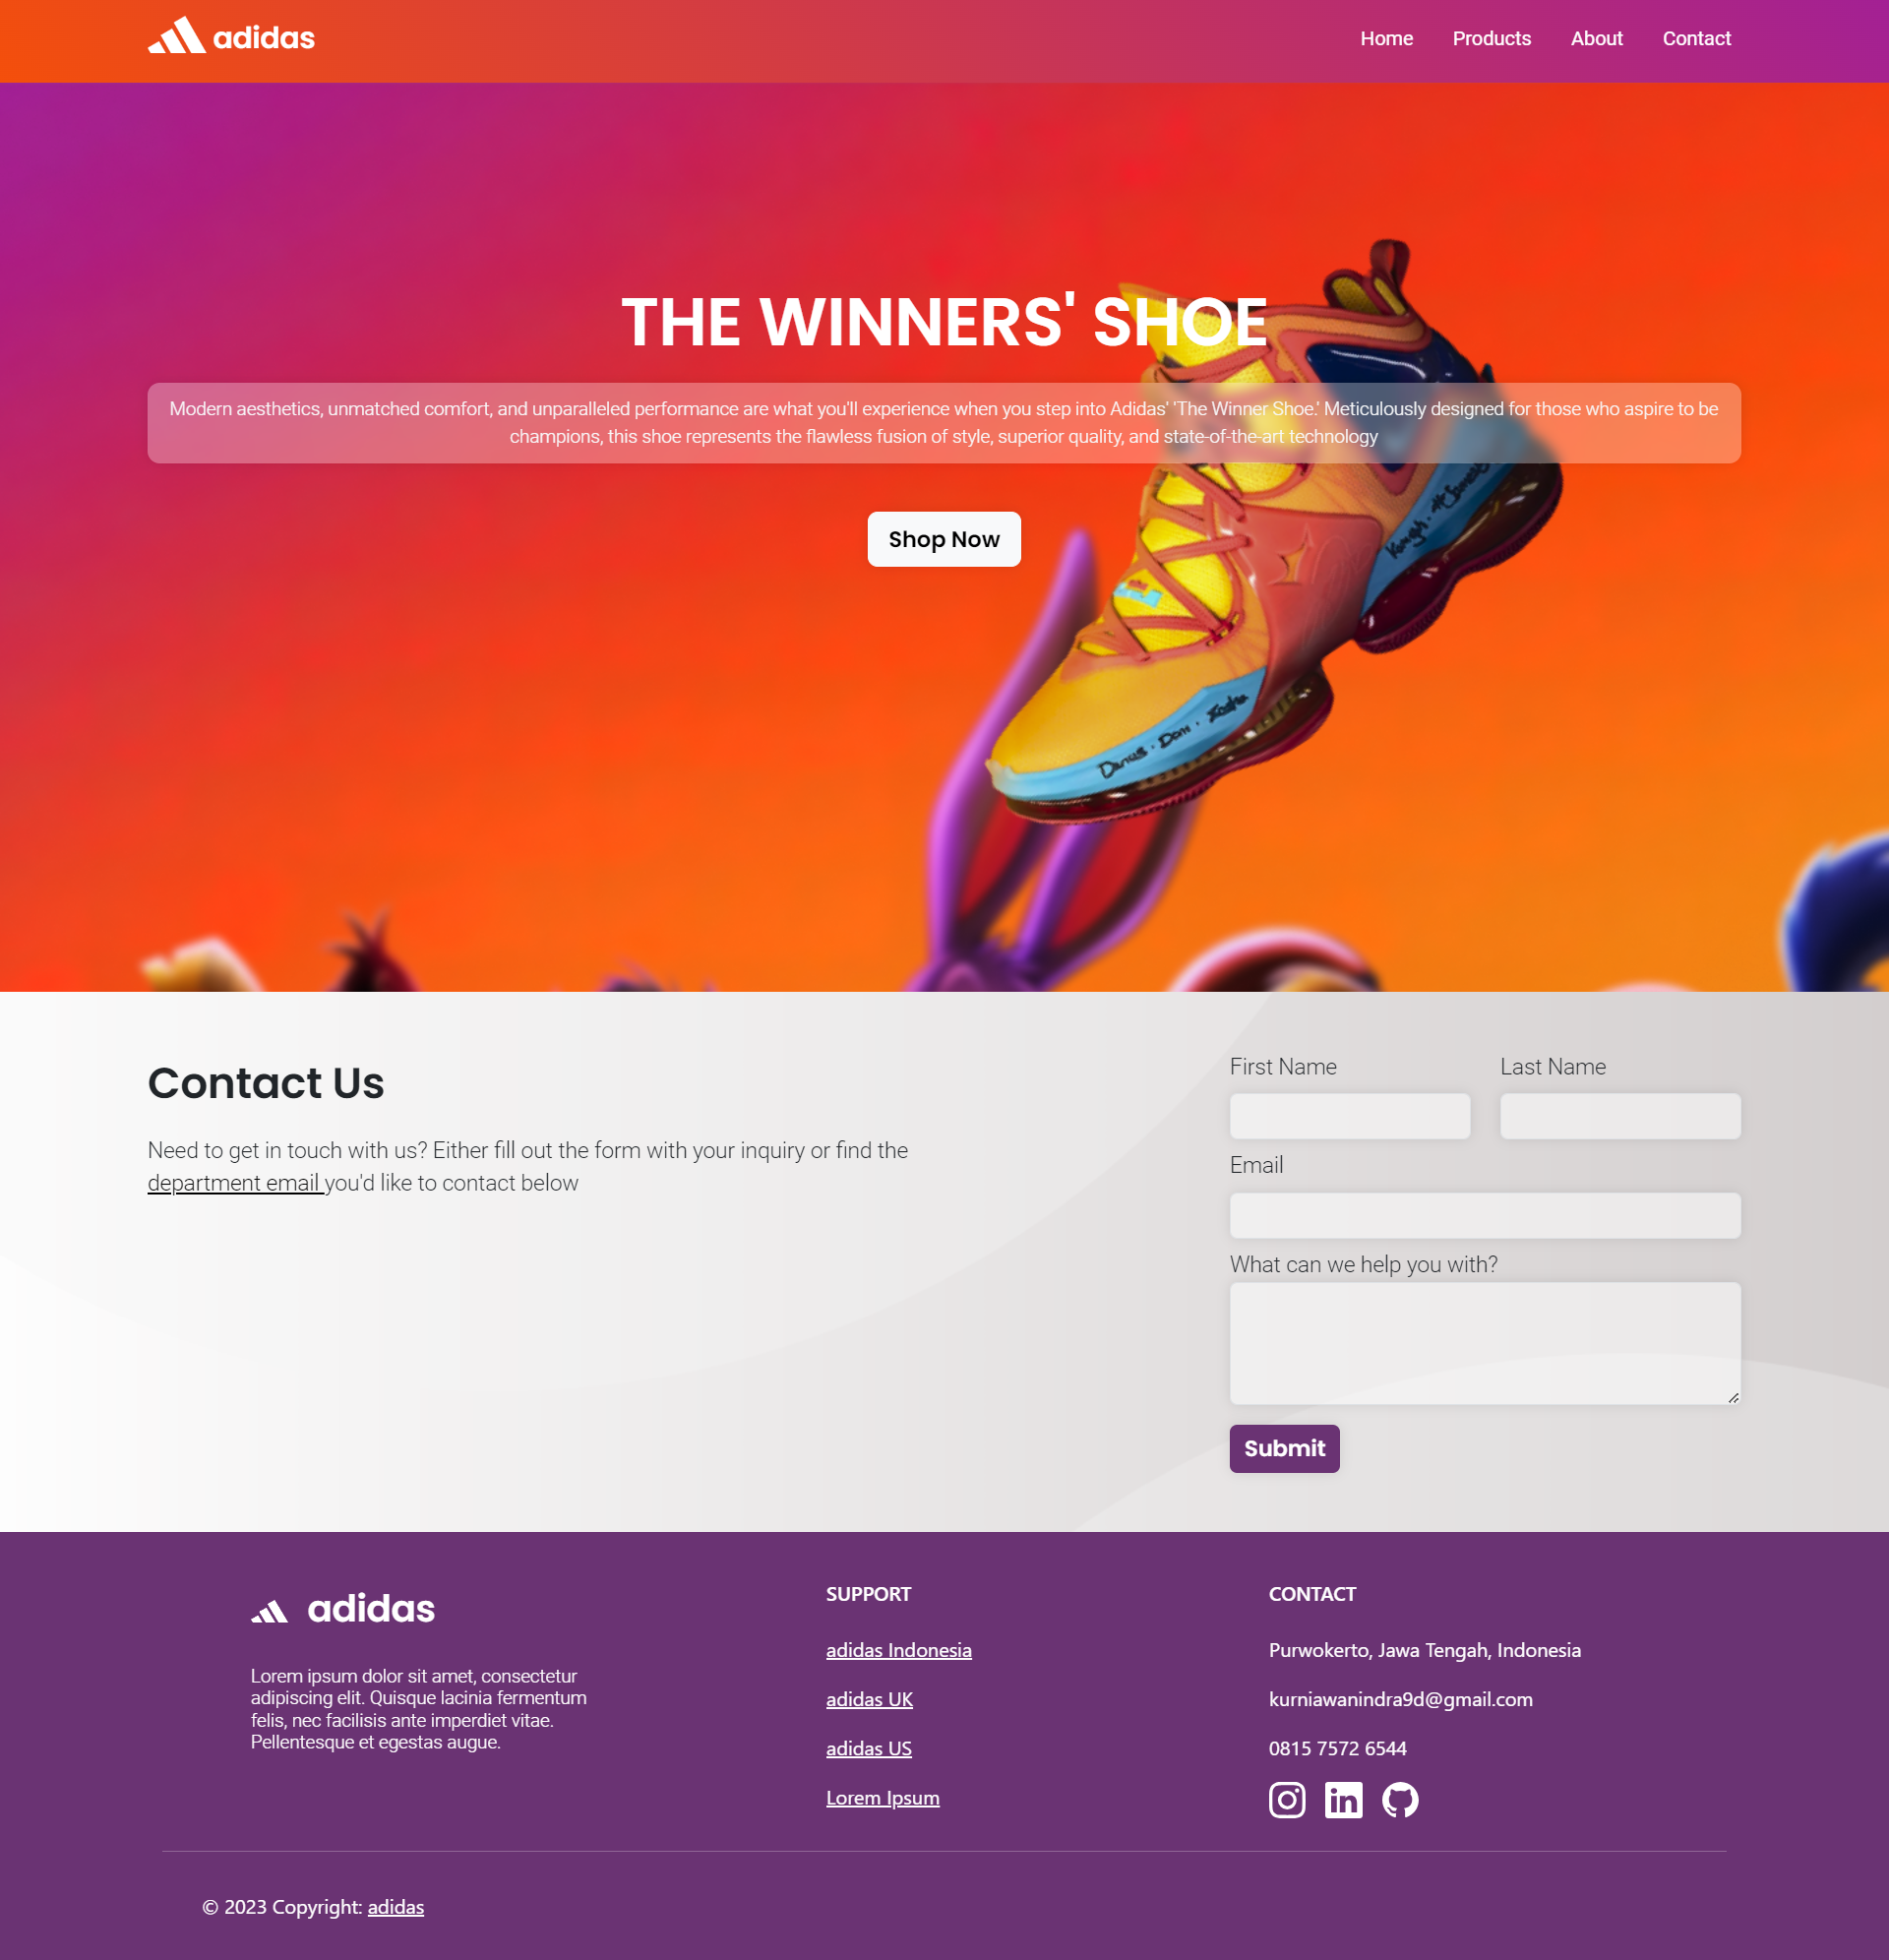 adidas
Home Products About Contact
THE WINNERS' SHOE
Modern aesthetics, unmatched comfort, and unparalleled performance are what you'll experience when you step into Adidas' 'The Winner Shoe.' Meticulously designed for those who aspire to be
champions, this shoe represents the flawless fusion of style, superior quality, and state-of-the-art technology
Shop Now
Contact Us
Need to get in touch with us? Either fill out the form with your inquiry or find the
department email you'd like to contact below
First Name
Last Name
Email
What can we help you with?
Submit
adidas
Lorem ipsum dolor sit amet, consectetur
adipiscing elit. Quisque lacinia fermentum
felis, nec facilisis ante imperdiet vitae.
Pellentesque et egestas augue.
SUPPORT
adidas Indonesia
adidas UK
adidas US
Lorem Ipsum
CONTACT
Purwokerto, Jawa Tengah, Indonesia
kurniawanindra9d@gmail.com
0815 7572 6544
© 2023 Copyright: adidas